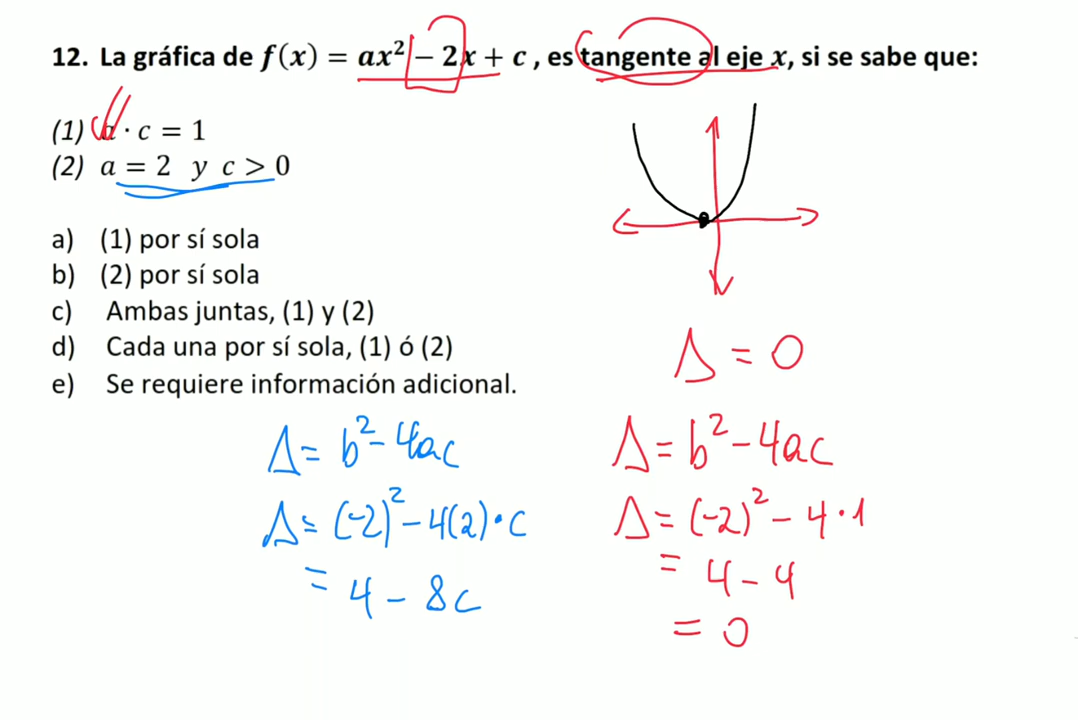 12. La gráfica de f(x) = ax² − 2x + c , es tangente al eje x, si se sabe que:
(1) a · c = 1
(2) a = 2 y c > 0
a) (1) por sí sola
b) (2) por sí sola
c) Ambas juntas, (1) y (2)
d) Cada una por sí sola, (1) ó (2)
e) Se requiere información adicional.
Δ = 0
Δ = b² − 4ac
Δ = (-2)² − 4(2)·c
= 4 − 8c
Δ = b² − 4ac
Δ = (-2)² − 4·1
= 4 − 4
= 0